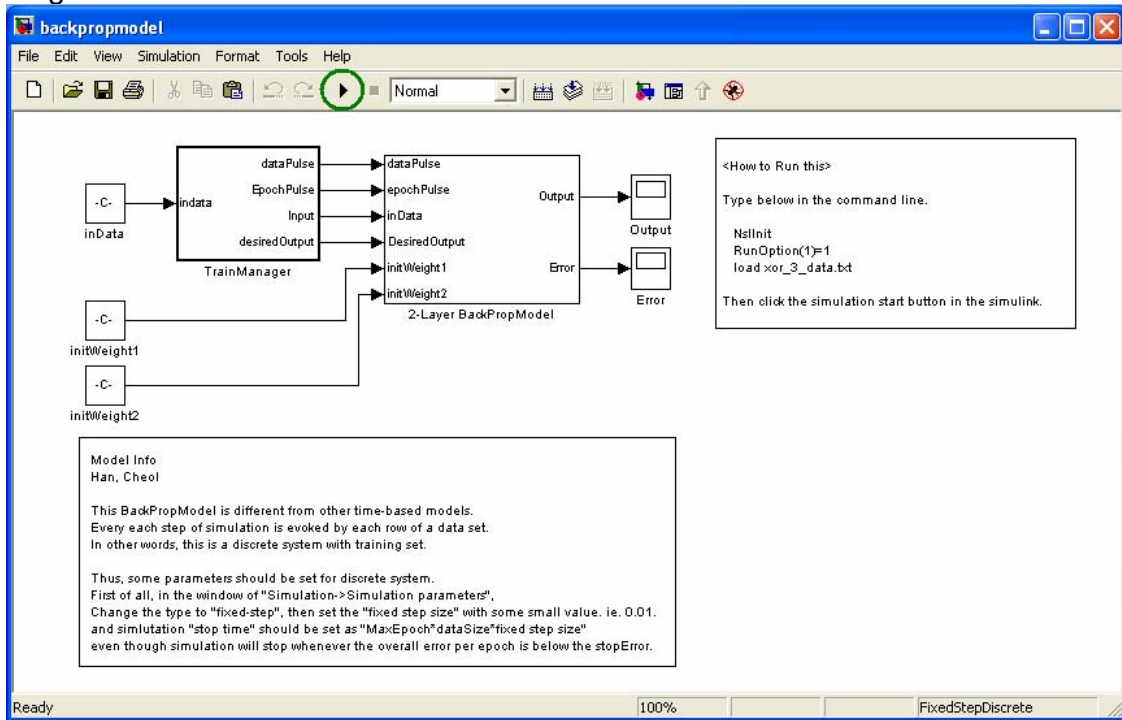 backpropmodel
File Edit View Simulation Format Tools Help
Normal
dataPulse
EpochPulse
indata
Input
desiredOutput
TrainManager
-C-
inData
dataPulse
epochPulse
inData
DesiredOutput
initWeight1
initWeight2
Output
Error
2-Layer BackPropModel
Output
Error
-C-
initWeight1
-C-
initWeight2
<How to Run this>
Type below in the command line.
NslInit
RunOption(1)=1
load xor_3_data.txt
Then click the simulation start button in the simulink.
Model Info
Han, Cheol
This BackPropModel is different from other time-based models.
Every each step of simulation is evoked by each row of a data set.
In other words, this is a discrete system with training set.
Thus, some parameters should be set for discrete system.
First of all, in the window of "Simulation->Simulation parameters",
Change the type to "fixed-step", then set the "fixed step size" with some small value. ie. 0.01.
and simlutation "stop time" should be set as "MaxEpoch*dataSize*fixed step size"
even though simulation will stop whenever the overall error per epoch is below the stopError.
Ready
100%
FixedStepDiscrete